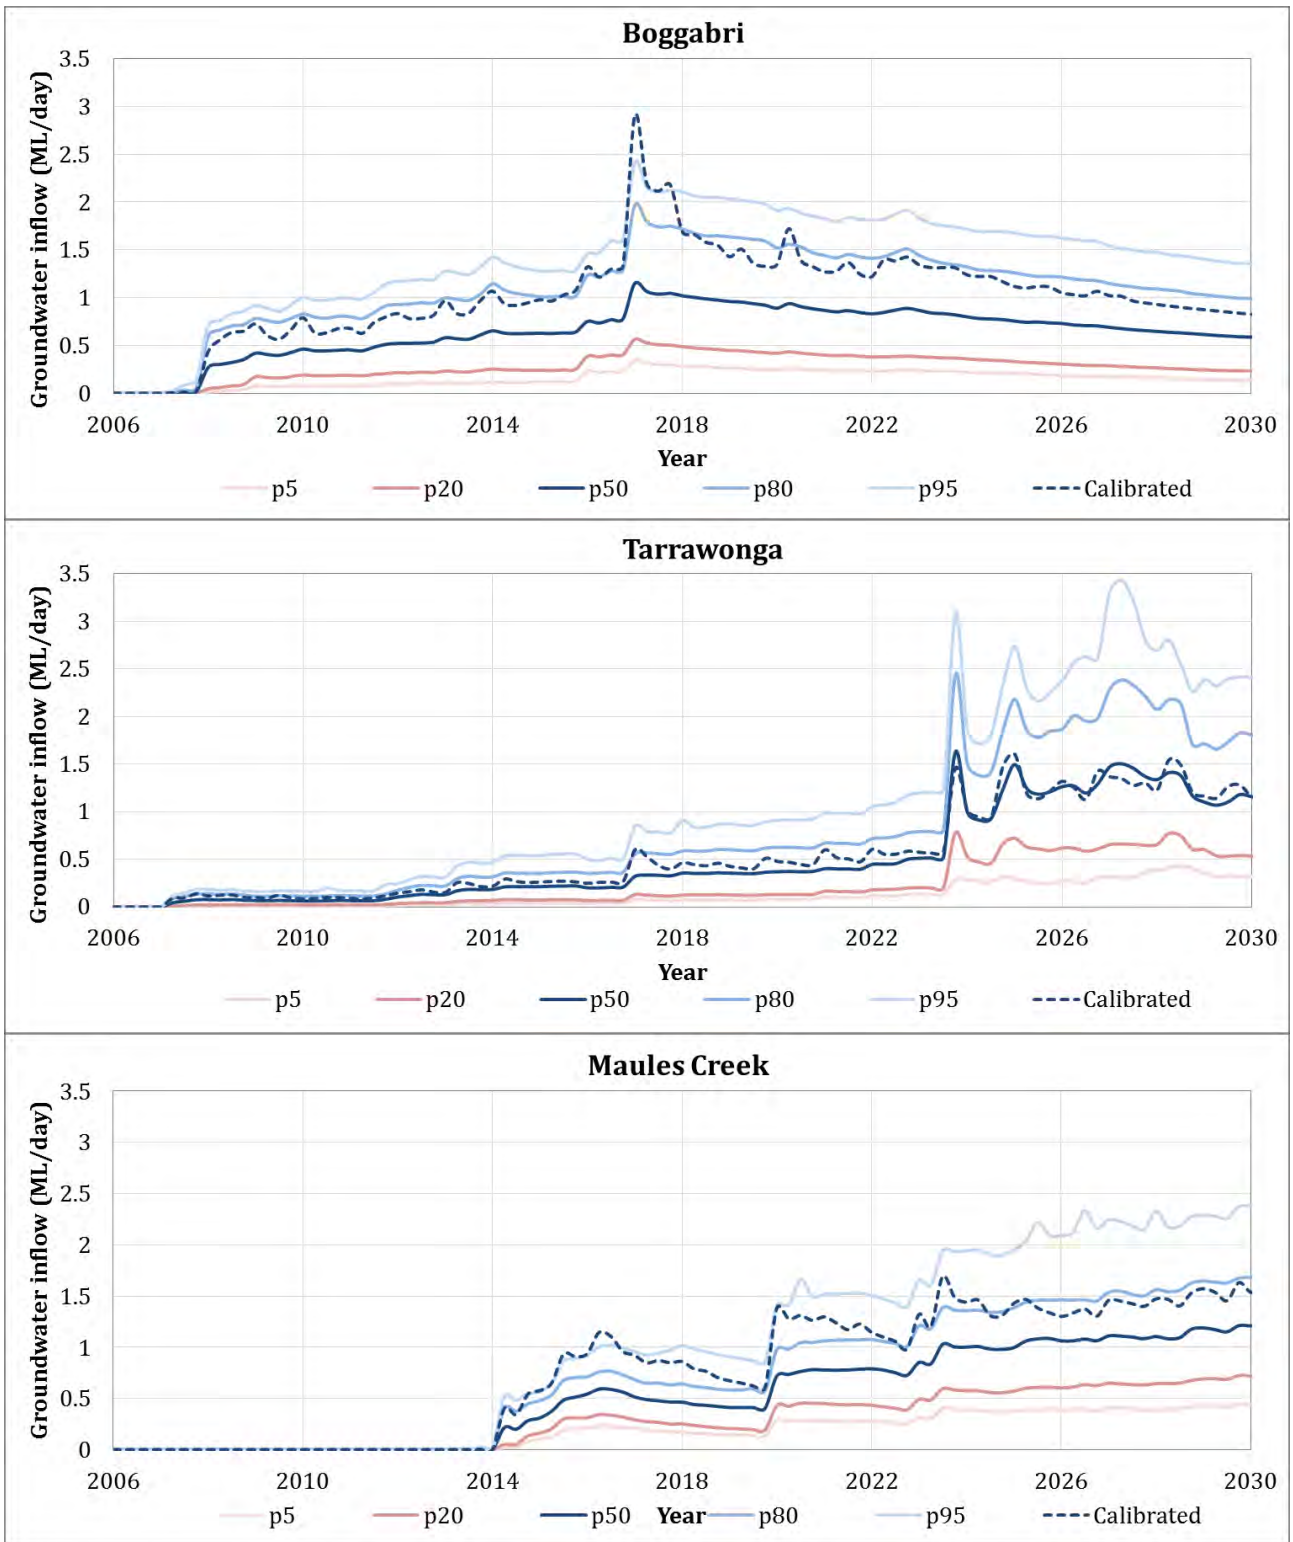 Boggabri
Groundwater inflow (ML/day)
3.5
3
2.5
2
1.5
1
0.5
0
2006 2010 2014 2018 2022 2026 2030
Year
p5 p20 p50 p80 p95 Calibrated
Tarrawonga
Groundwater inflow (ML/day)
3.5
3
2.5
2
1.5
1
0.5
0
2006 2010 2014 2018 2022 2026 2030
Year
p5 p20 p50 p80 p95 Calibrated
Maules Creek
Groundwater inflow (ML/day)
3.5
3
2.5
2
1.5
1
0.5
0
2006 2010 2014 2018 2022 2026 2030
p5 p20 p50 Year p80 p95 Calibrated